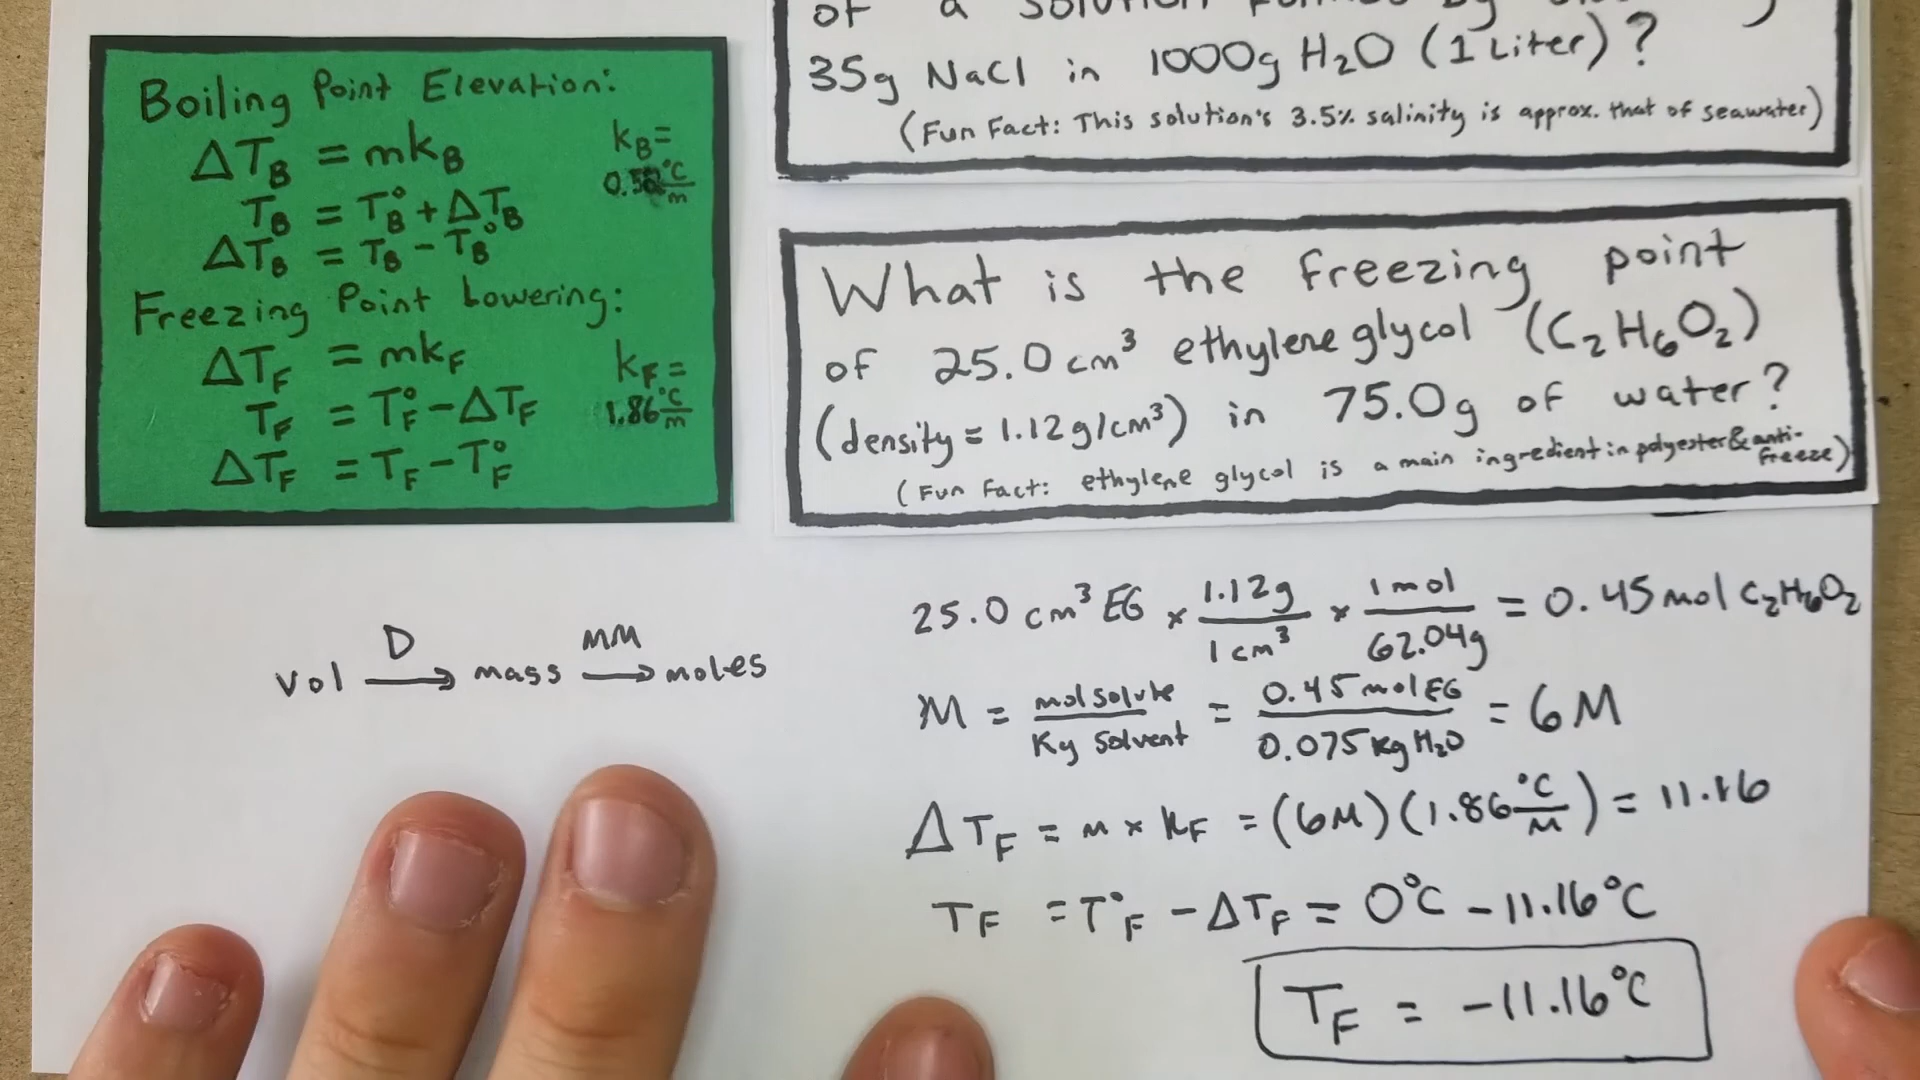 Boiling Point Elevation:
ΔT_B = mk_B
k_B =
°C/m
T_B = T°_B + ΔT_B
ΔT_B = T_B - T°_B
Freezing Point Lowering:
ΔT_F = mk_F
k_F =
1.86 °C/m
T_F = T°_F - ΔT_F
ΔT_F = T_F - T°_F
of a solution formed by
35g NaCl in 1000g H2O (1 Liter)?
(Fun Fact: This solution's 3.5% salinity is approx. that of seawater)
What is the freezing point
of 25.0 cm³ ethylene glycol (C₂H₆O₂)
(density = 1.12g/cm³) in 75.0g of water?
(Fun Fact: ethylene glycol is a main ingredient in polyester & anti-
freeze)
vol D→ mass MM→ moles
25.0 cm³ EG × 1.12g/1cm³ × 1mol/62.04g = 0.45 mol C₂H₆O₂
M = mol solute/Kg Solvent = 0.45 mol EG/0.075 kg H₂O = 6M
ΔT_F = m × K_F = (6M)(1.86 °C/M) = 11.16
T_F = T°_F - ΔT_F = 0°C - 11.16°C
T_F = -11.16°C